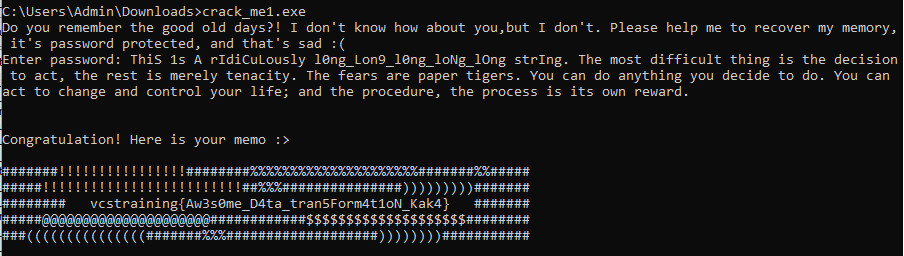 C:\Users\Admin\Downloads>crack_me1.exe
Do you remember the good old days?! I don't know how about you,but I don't. Please help me to recover my memory,
 it's password protected, and that's sad :(
Enter password: ThiS 1s A rIdiCuLously l0ng_Lon9_l0ng_loNg_lOng strIng. The most difficult thing is the decision
 to act, the rest is merely tenacity. The fears are paper tigers. You can do anything you decide to do. You can
act to change and control your life; and the procedure, the process is its own reward.
Congratulation! Here is your memo :>
#######!!!!!!!!!!!!!!!!########%%%%%%%%%%%%%%%%%%%%%#######%%#####
#####!!!!!!!!!!!!!!!!!!!!!!!!!##%%%###############)))))))))#######
########   vcstraining{Aw3s0me_D4ta_tran5Form4t1oN_Kak4}   #######
#####@@@@@@@@@@@@@@@@@@@@@############$$$$$$$$$$$$$$$$$$$$########
###(((((((((((((((#######%%%###################))))))))###########